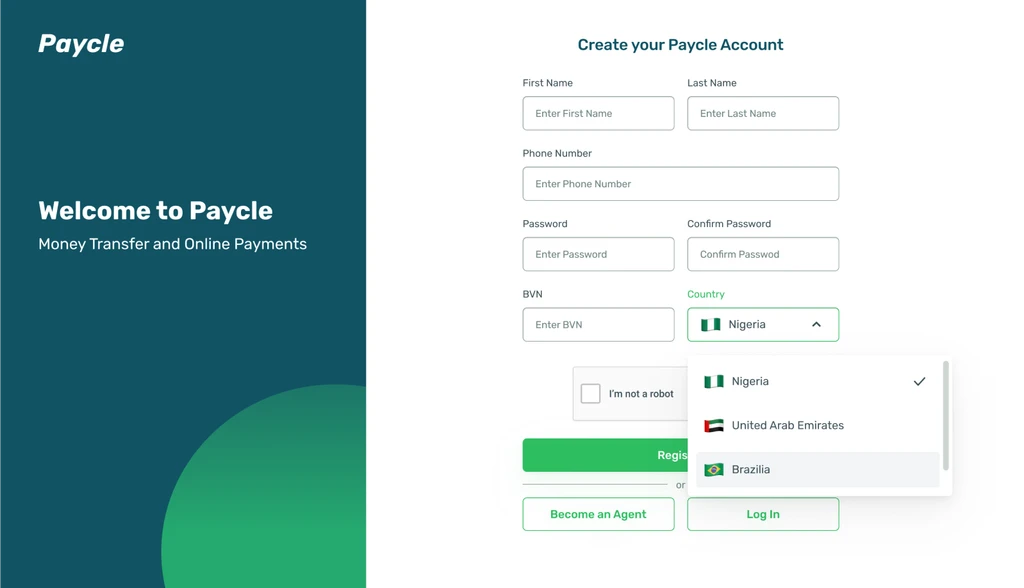 Paycle
Welcome to Paycle
Money Transfer and Online Payments
Create your Paycle Account
First Name
Last Name
Enter First Name
Enter Last Name
Phone Number
Enter Phone Number
Password
Confirm Password
Enter Password
Confirm Passwod
BVN
Country
Enter BVN
Nigeria
Nigeria
United Arab Emirates
Brazilia
I'm not a robot
Regis
or
Become an Agent
Log In